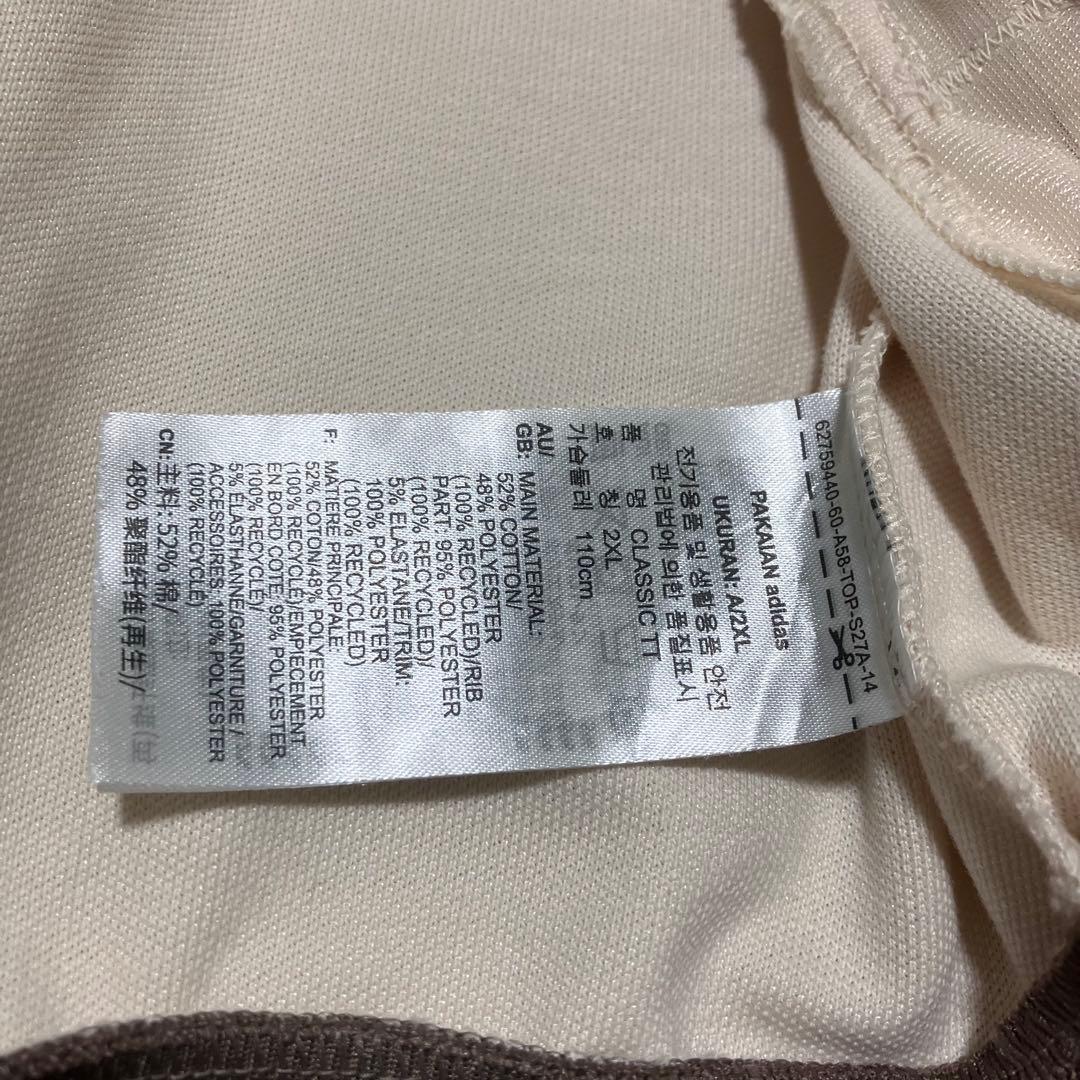 62759440-60-A58-TOP-S27A-14
PAKAIAN adidas
UKURAN: A/2XL
전기용품 및 생활용품 안전
관리법에 의한 품질표시
품 명 CLASSIC TT
호 칭 2XL
가슴둘레 110cm
AU/
GB: MAIN MATERIAL:
52% COTTON/
48% POLYESTER
(100% RECYCLED)/RIB
PART 95% POLYESTER
(100% RECYCLED)/
5% ELASTANE/TRIM:
100% POLYESTER
(100% RECYCLED)
F: MATIERE PRINCIPALE
52% COTON/48% POLYESTER
(100% RECYCLE)/EMPIECEMENT
EN BORD COTE: 95% POLYESTER
(100% RECYCLE)/
5% ELASTHANNE/GARNITURE /
ACCESSOIRES: 100% POLYESTER
(100% RECYCLE)
CN: 主料: 52% 棉/
48% 聚酯纤维(再生)/